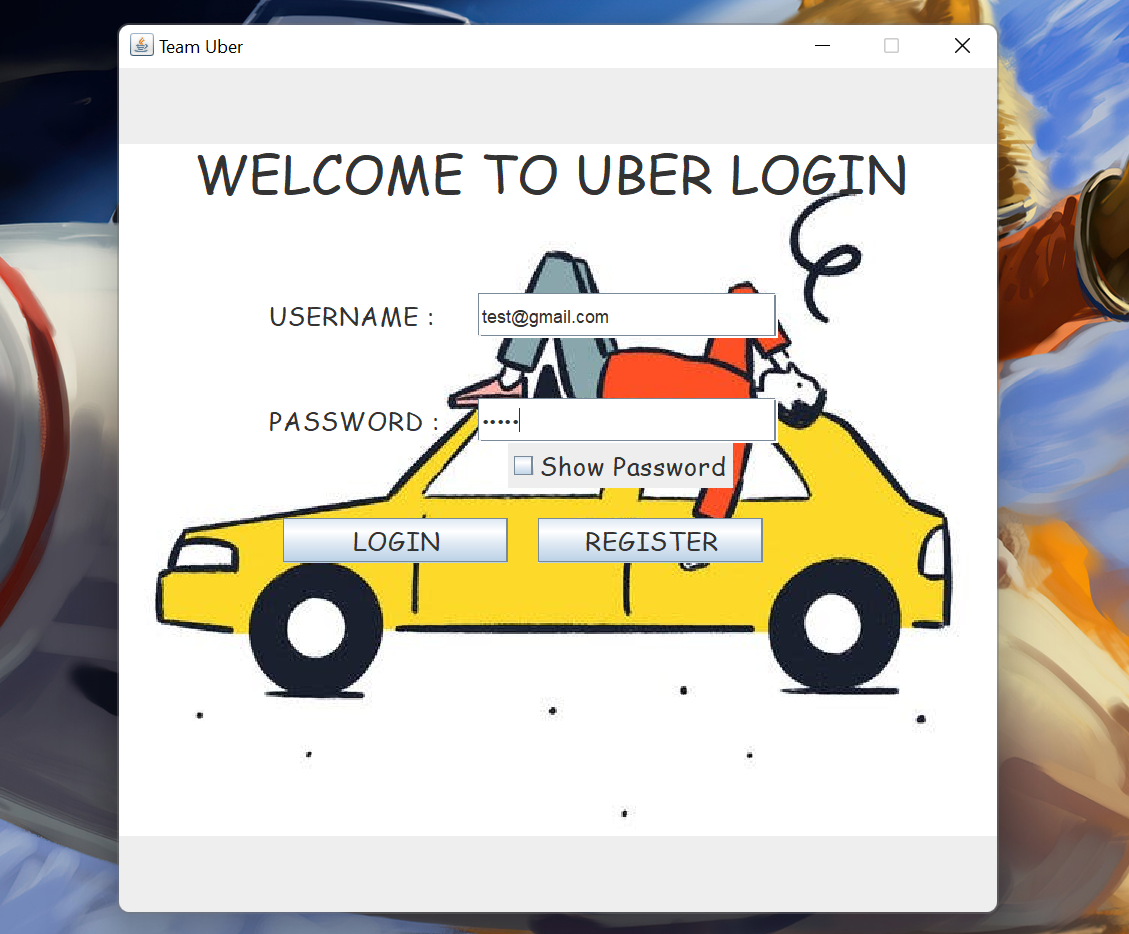 Team Uber
WELCOME TO UBER LOGIN
USERNAME :
test@gmail.com
PASSWORD :
•••••
Show Password
LOGIN
REGISTER